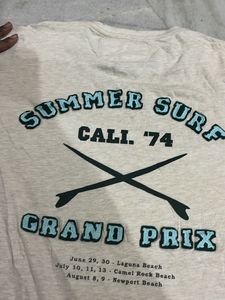 SUMMER SURF
CALI. '74
GRAND PRIX
June 29, 30 - Laguna Beach
July 10, 11, 13 - Camel Rock Beach
August 8, 9 - Newport Beach